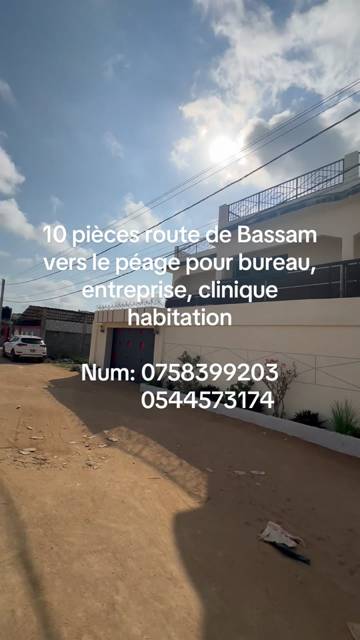 10 pièces route de Bassam
vers le péage pour bureau,
entreprise, clinique
habitation
Num: 0758399203
0544573174